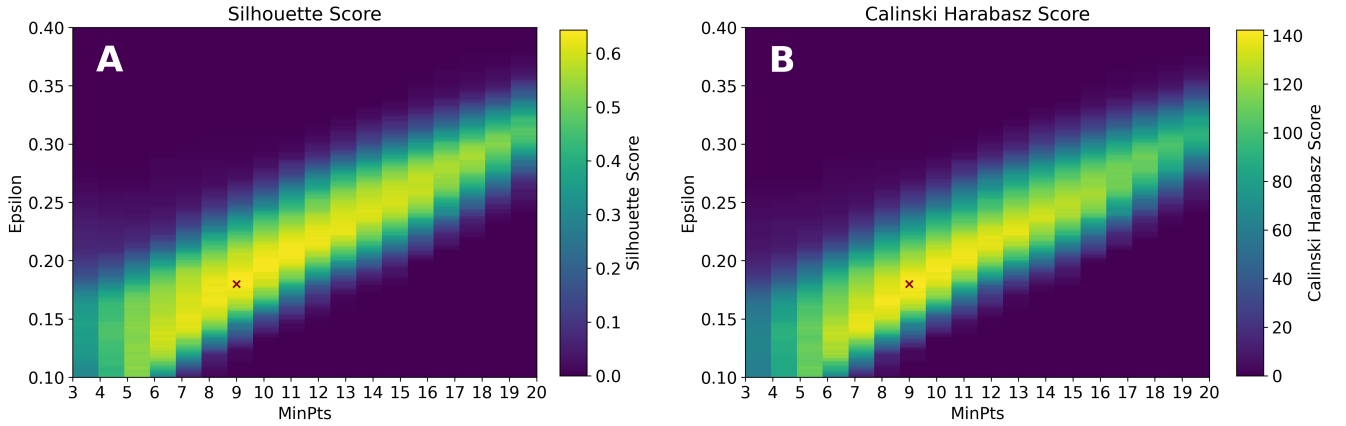 Silhouette Score
A
0.40
0.35
0.30
0.25
0.20
0.15
0.10
Epsilon
3 4 5 6 7 8 9 10 11 12 13 14 15 16 17 18 19 20
MinPts
0.6
0.5
0.4
0.3
0.2
0.1
0.0
Silhouette Score
Calinski Harabasz Score
B
0.40
0.35
0.30
0.25
0.20
0.15
0.10
Epsilon
3 4 5 6 7 8 9 10 11 12 13 14 15 16 17 18 19 20
MinPts
140
120
100
80
60
40
20
0
Calinski Harabasz Score